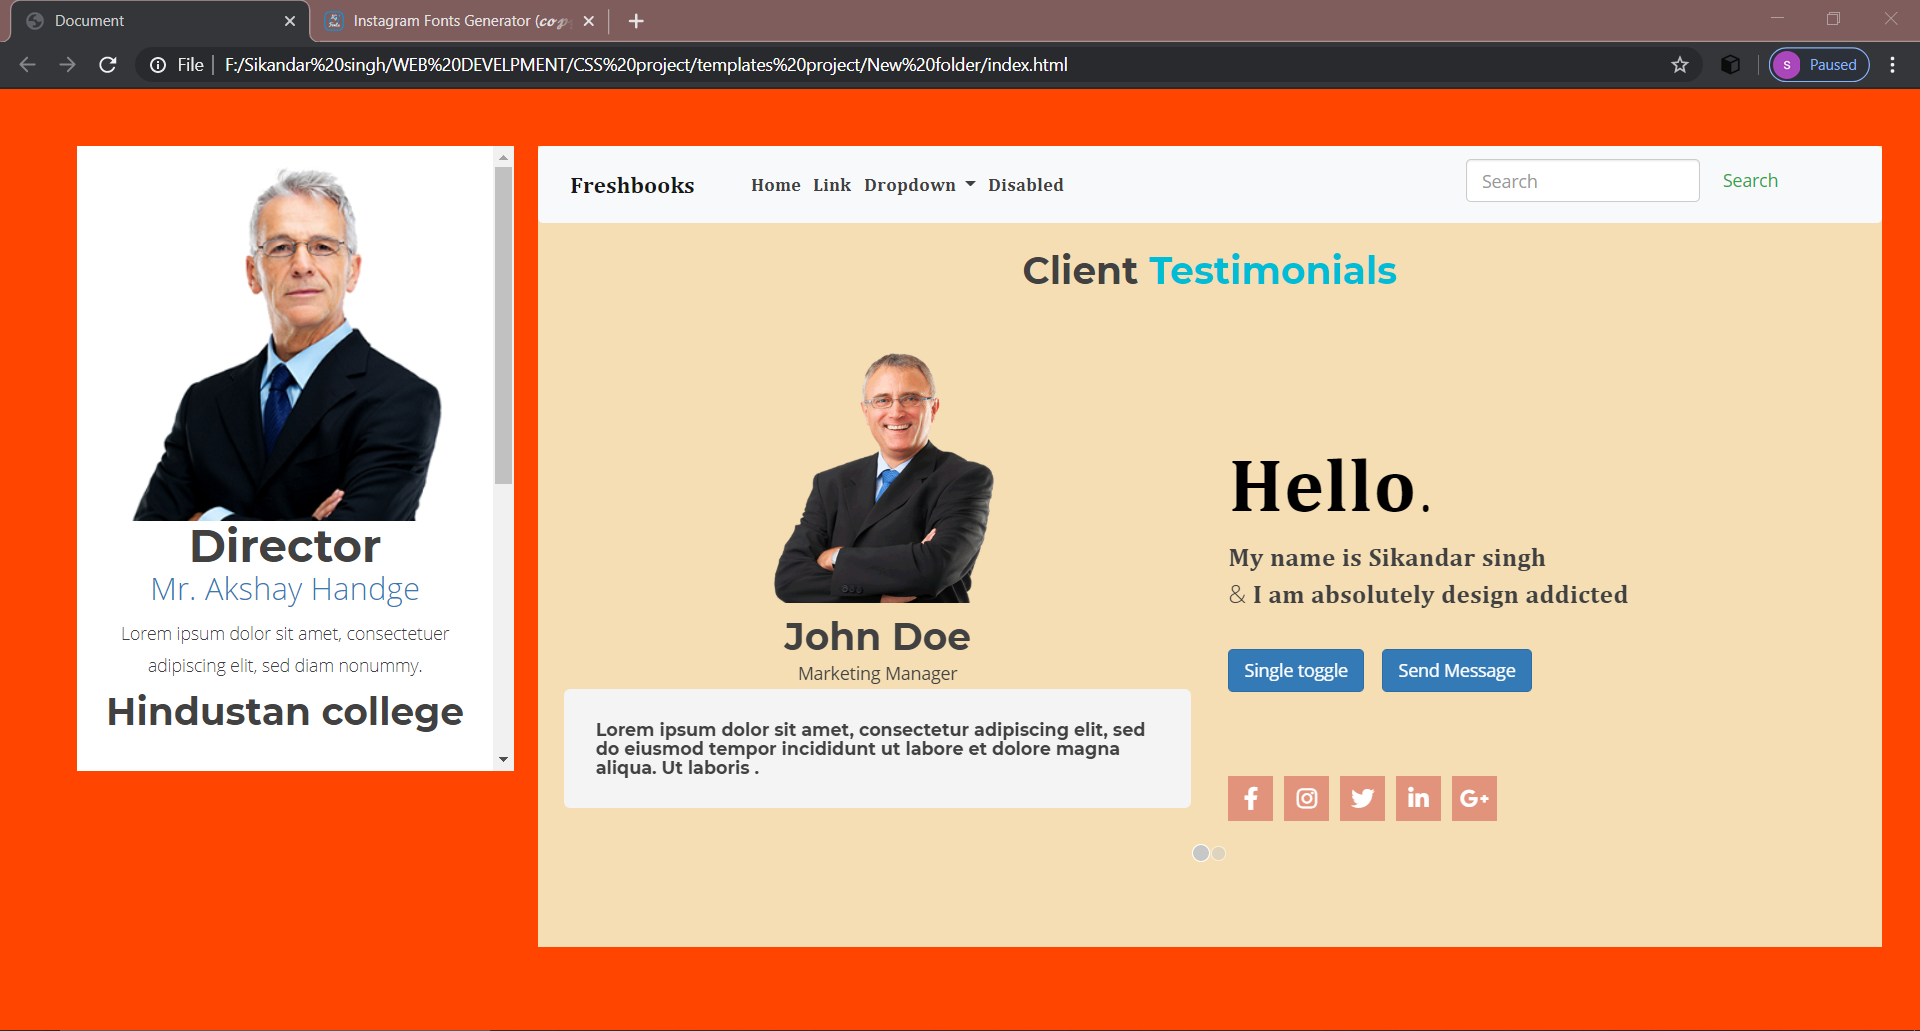 Document
Instagram Fonts Generator (𝓬𝓸𝓹
File
F:/Sikandar%20singh/WEB%20DEVELPMENT/CSS%20project/templates%20project/New%20folder/index.html
S
Paused
Director
Mr. Akshay Handge
Lorem ipsum dolor sit amet, consectetuer
adipiscing elit, sed diam nonummy.
Hindustan college
Freshbooks
Home Link Dropdown Disabled
Search
Search
Client Testimonials
John Doe
Marketing Manager
Lorem ipsum dolor sit amet, consectetur adipiscing elit, sed
do eiusmod tempor incididunt ut labore et dolore magna
aliqua. Ut laboris .
Hello.
My name is Sikandar singh
& I am absolutely design addicted
Single toggle
Send Message